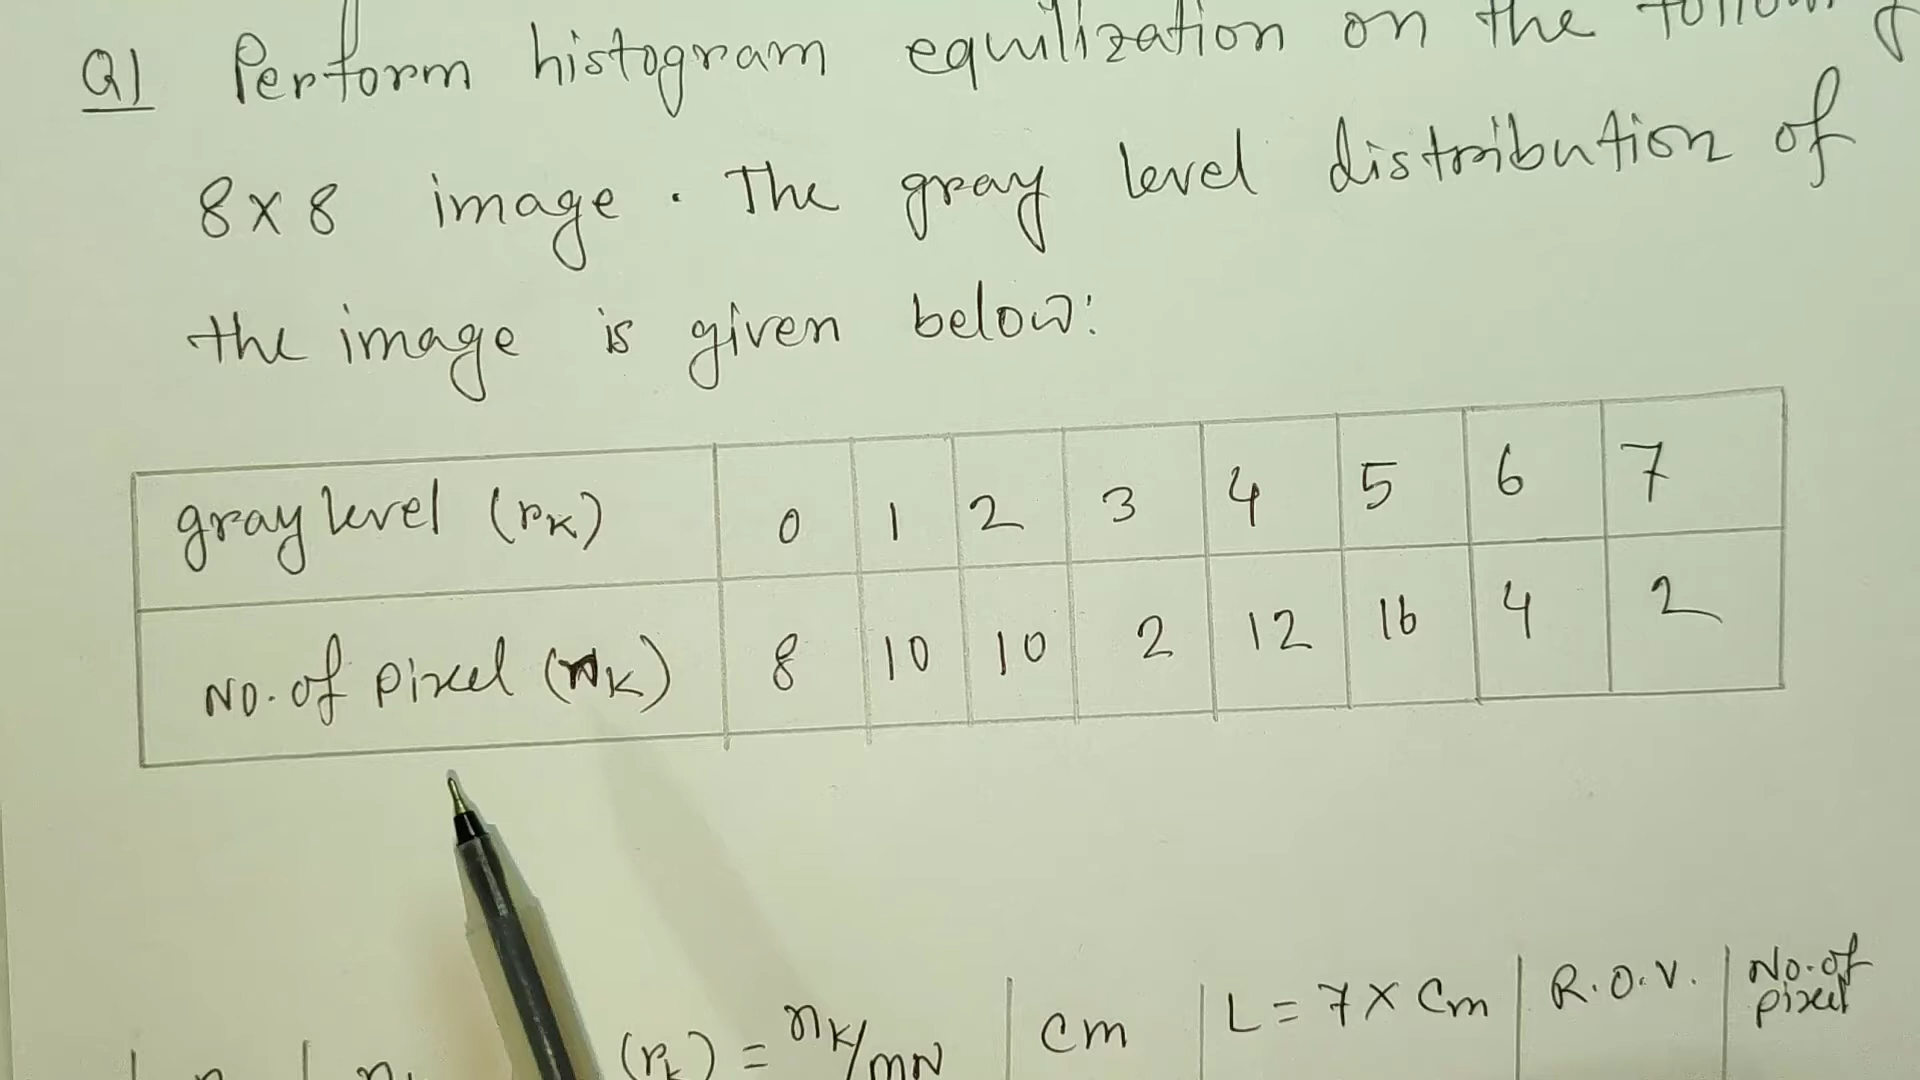 Q1 Perform histogram equilization on the
8x8 image. The gray level distribution of
the image is given below:
gray level (rk) 0 1 2 3 4 5 6 7
No. of pixel (nk) 8 10 10 2 12 16 4 2
(rk) = nk/mN cm L = 7 x cm R.O.V. No. of pixel